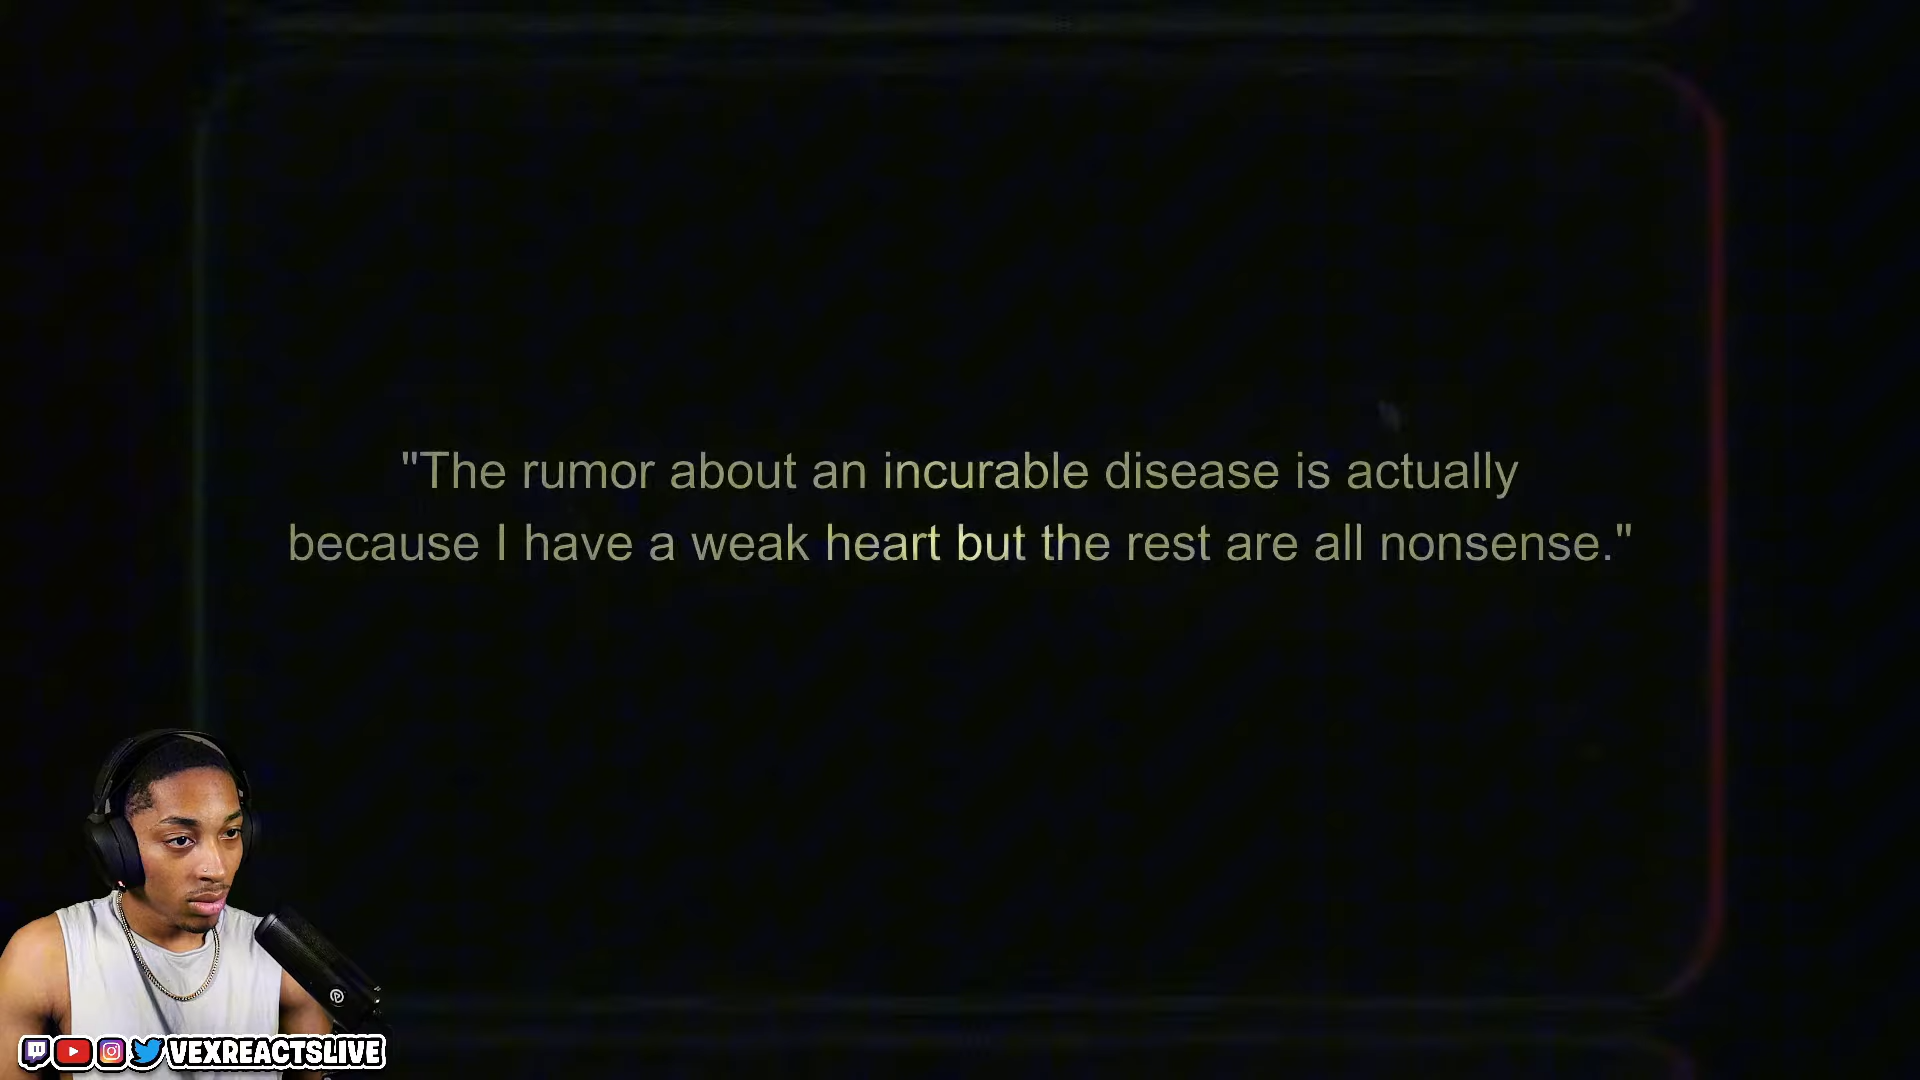 "The rumor about an incurable disease is actually
because I have a weak heart but the rest are all nonsense."
VEXREACTSLIVE